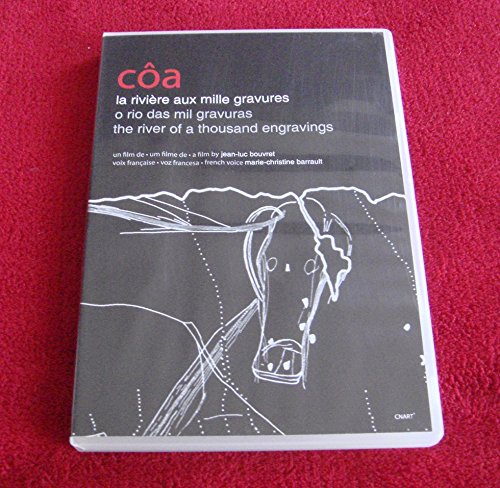 côa
la rivière aux mille gravures
o rio das mil gravuras
the river of a thousand engravings
un film de • um filme de • a film by jean-luc bouvret
voix française • voz francesa • french voice marie-christine barrault
CNART